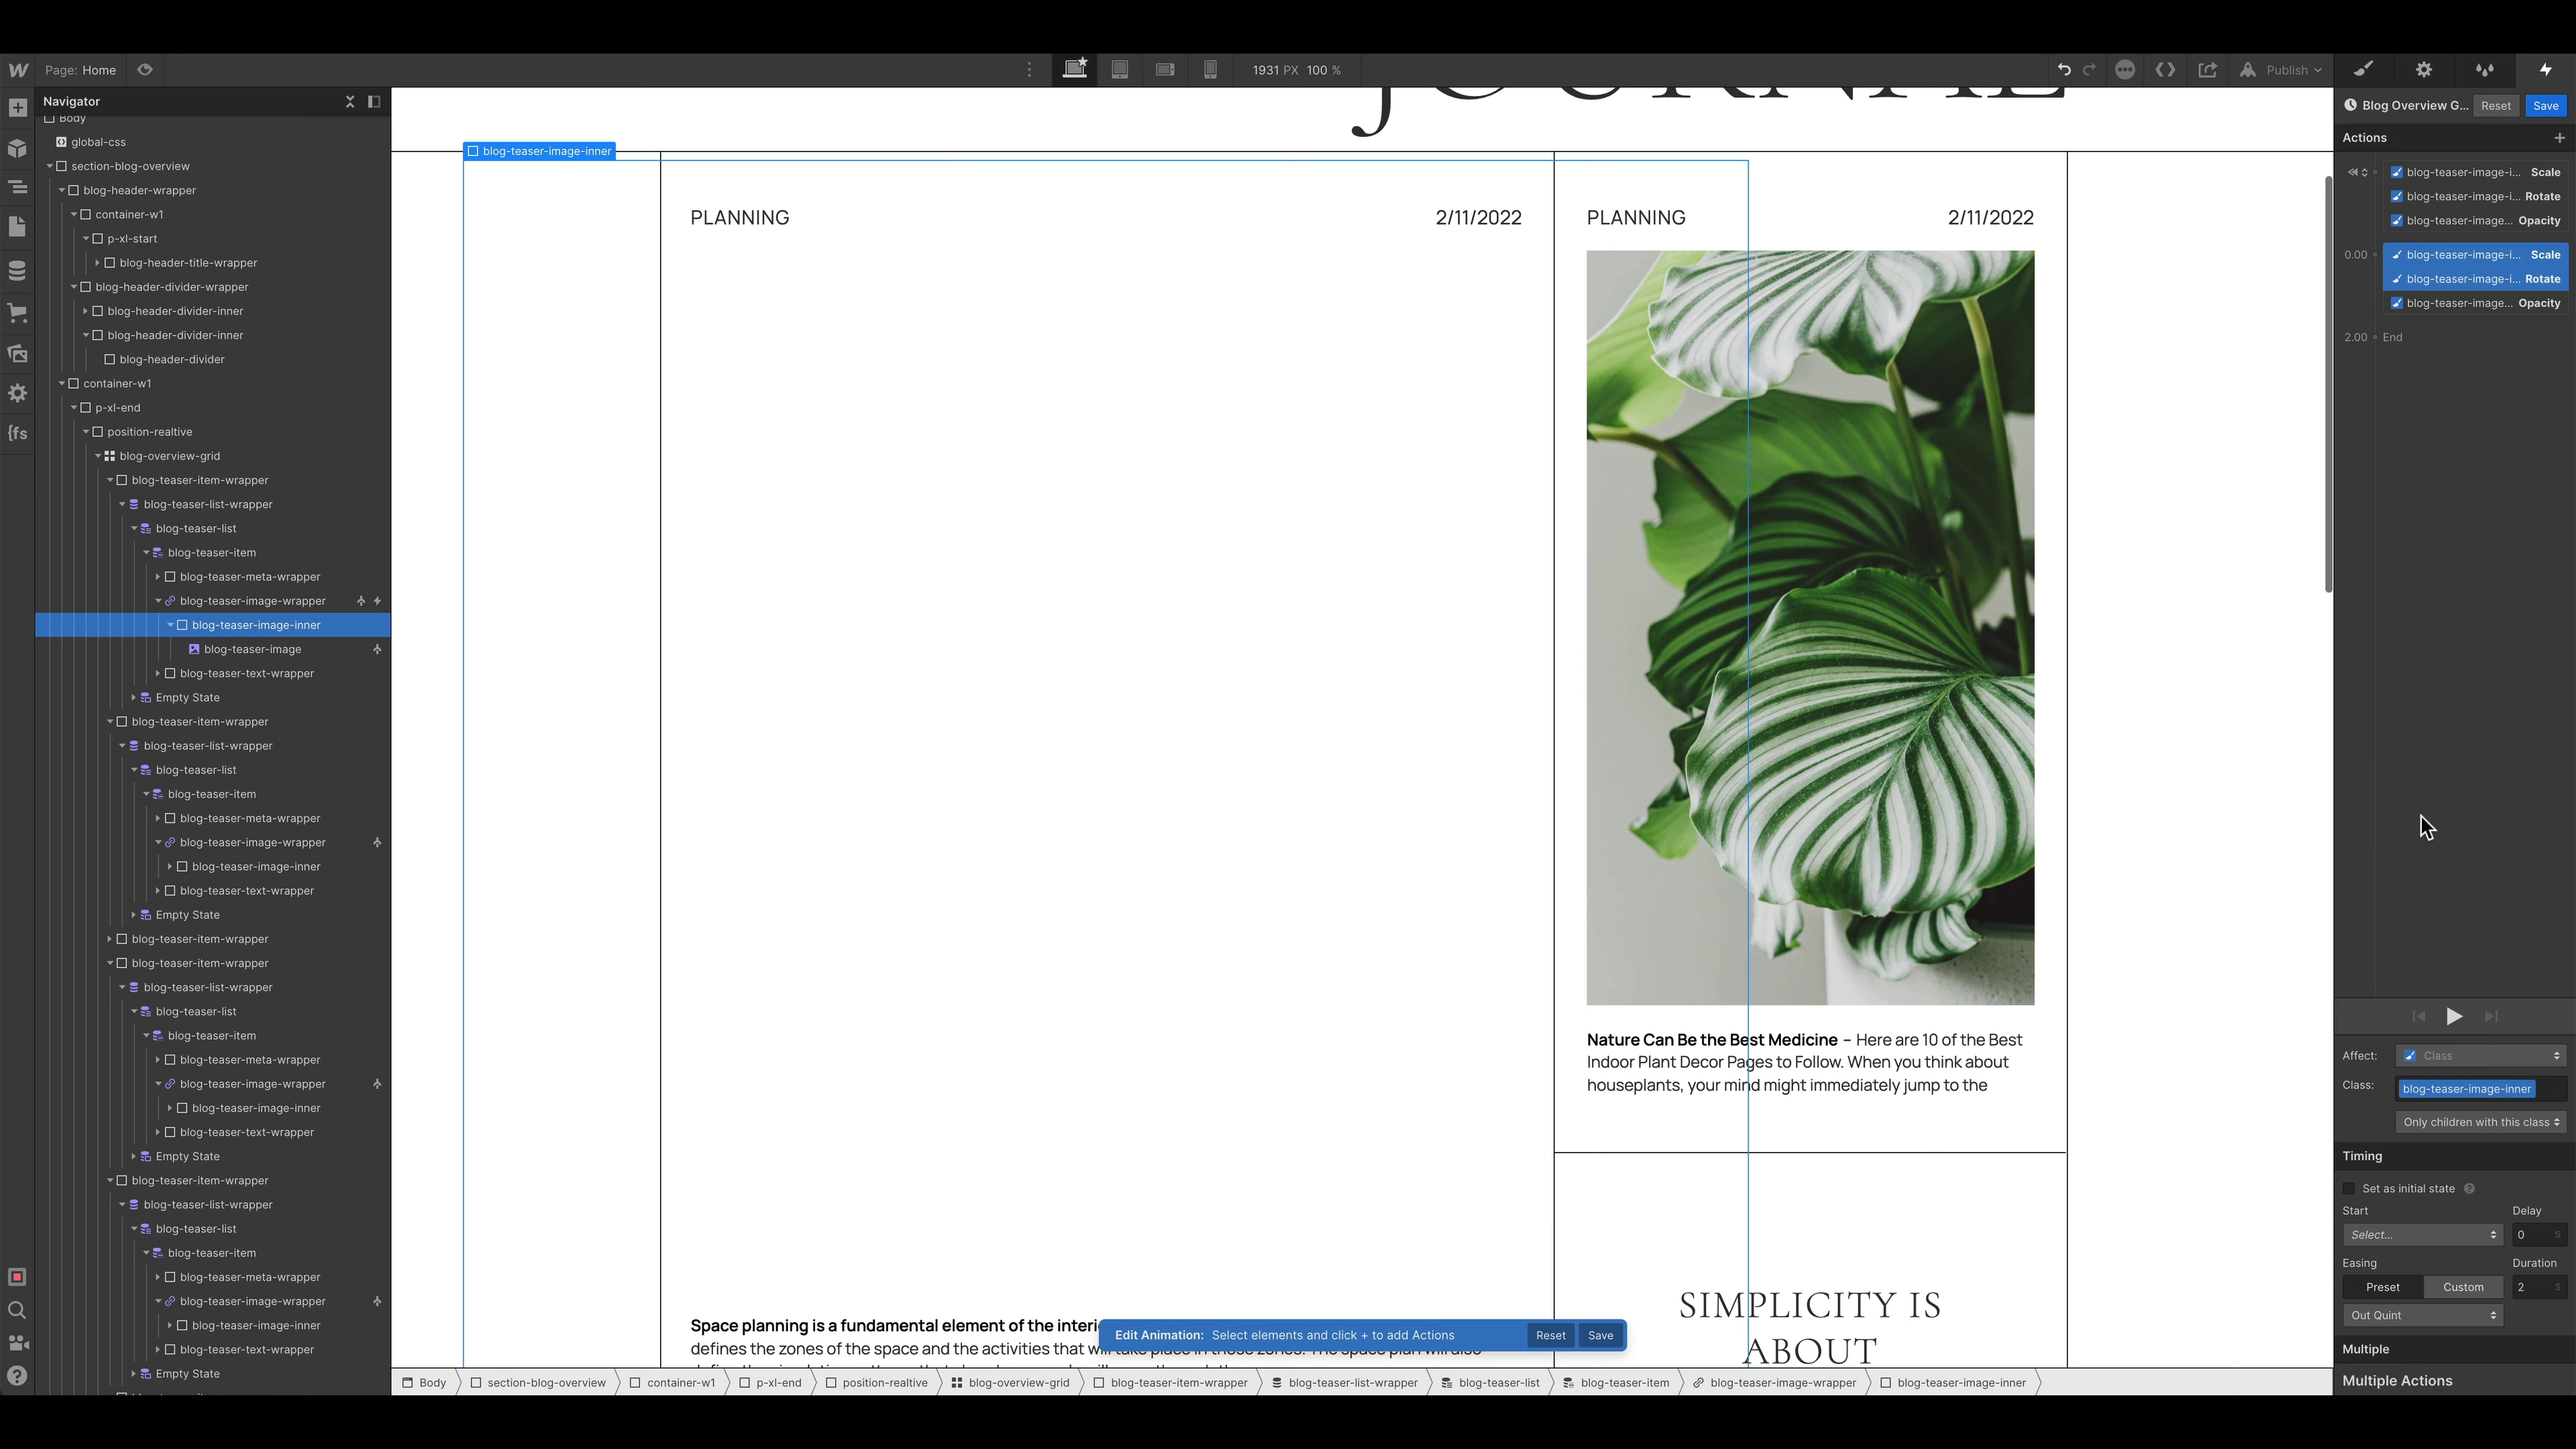 Page: Home
1931 PX 100 %
Publish
Navigator
Body
global-css
section-blog-overview
blog-header-wrapper
container-w1
p-xl-start
blog-header-title-wrapper
blog-header-divider-wrapper
blog-header-divider-inner
blog-header-divider-inner
blog-header-divider
container-w1
p-xl-end
position-realtive
blog-overview-grid
blog-teaser-item-wrapper
blog-teaser-list-wrapper
blog-teaser-list
blog-teaser-item
blog-teaser-meta-wrapper
blog-teaser-image-wrapper
blog-teaser-image-inner
blog-teaser-image
blog-teaser-text-wrapper
Empty State
blog-teaser-item-wrapper
blog-teaser-list-wrapper
blog-teaser-list
blog-teaser-item
blog-teaser-meta-wrapper
blog-teaser-image-wrapper
blog-teaser-image-inner
blog-teaser-text-wrapper
Empty State
blog-teaser-item-wrapper
blog-teaser-item-wrapper
blog-teaser-list-wrapper
blog-teaser-list
blog-teaser-item
blog-teaser-meta-wrapper
blog-teaser-image-wrapper
blog-teaser-image-inner
blog-teaser-text-wrapper
Empty State
blog-teaser-item-wrapper
blog-teaser-list-wrapper
blog-teaser-list
blog-teaser-item
blog-teaser-meta-wrapper
blog-teaser-image-wrapper
blog-teaser-image-inner
blog-teaser-text-wrapper
Empty State
{fs
JOURNAL
blog-teaser-image-inner
PLANNING 2/11/2022
PLANNING 2/11/2022
Nature Can Be the Best Medicine – Here are 10 of the Best
Indoor Plant Decor Pages to Follow. When you think about
houseplants, your mind might immediately jump to the
SIMPLICITY IS
ABOUT
Space planning is a fundamental element of the interi
defines the zones of the space and the activities that will take place in those zones. The space plan will also
Edit Animation: Select elements and click + to add Actions Reset Save
Body section-blog-overview container-w1 p-xl-end position-realtive blog-overview-grid blog-teaser-item-wrapper blog-teaser-list-wrapper blog-teaser-list blog-teaser-item blog-teaser-image-wrapper blog-teaser-image-inner
Blog Overview G... Reset Save
Actions
blog-teaser-image-i... Scale
blog-teaser-image-i... Rotate
blog-teaser-image... Opacity
0.00 blog-teaser-image-i... Scale
blog-teaser-image-i... Rotate
blog-teaser-image... Opacity
2.00 End
Affect: Class
Class: blog-teaser-image-inner
Only children with this class
Timing
Set as initial state
Start Delay
Select... 0 S
Easing Duration
Preset Custom 2 S
Out Quint
Multiple
Multiple Actions